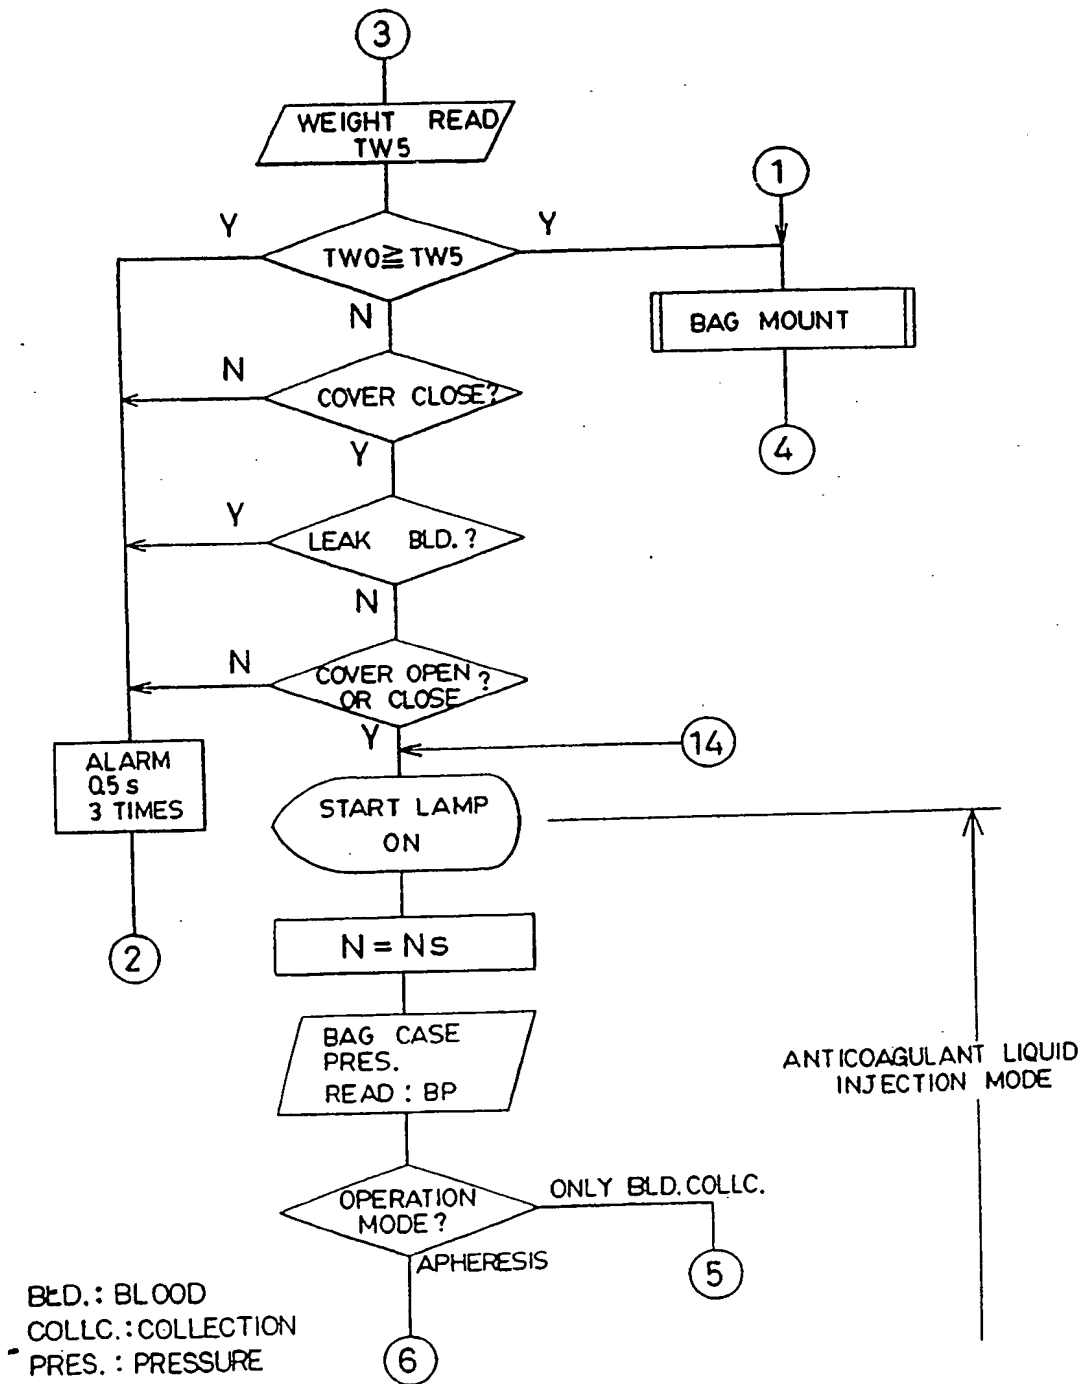 3
WEIGHT READ
TW5
1
Y
Y
TW0≧TW5
N
BAG MOUNT
N
COVER CLOSE?
4
Y
Y
LEAK BLD.?
N
N
COVER OPEN ?
OR CLOSE
Y
14
ALARM
0.5 s
3 TIMES
START LAMP
ON
2
N = NS
BAG CASE
PRES.
READ : BP
ANTICOAGULANT LIQUID
INJECTION MODE
OPERATION
MODE?
ONLY BLD.COLLC.
APHERESIS
5
6
BLD.: BLOOD
COLLC.: COLLECTION
PRES. : PRESSURE